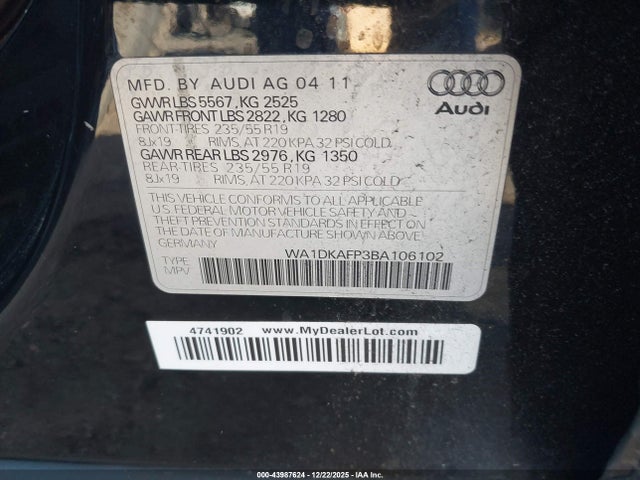 MFD. BY AUDI AG 04 11
GVWR LBS 5567, KG 2525
GAWR FRONT LBS 2822, KG 1280
FRONT-TIRES 235/55 R19
8Jx19 RIMS, AT 220 KPA 32 PSI COLD
GAWR REAR LBS 2976, KG 1350
REAR-TIRES 235/55 R19
8Jx19 RIMS, AT 220 KPA 32 PSI COLD
Audi
THIS VEHICLE CONFORMS TO ALL APPLICABLE
U.S. FEDERAL MOTOR VEHICLE SAFETY AND
THEFT PREVENTION STANDARDS IN EFFECT ON
THE DATE OF MANUFACTURE SHOWN ABOVE.
WA1DKAFP3BA106102
TYPE
MPV
4741902 www.MyDealerLot.com
000-43987624 - 12/22/2025 - IAA Inc.